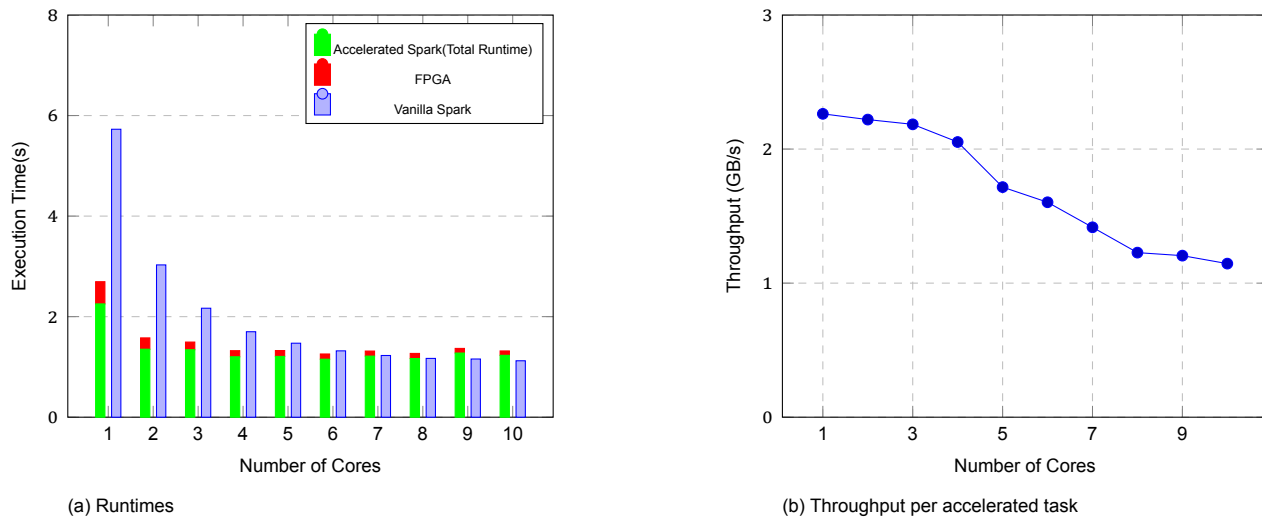 Accelerated Spark(Total Runtime)
FPGA
Vanilla Spark
Execution Time(s)
8
6
4
2
0
1 2 3 4 5 6 7 8 9 10
Number of Cores
(a) Runtimes
Throughput (GB/s)
3
2
1
0
1 3 5 7 9
Number of Cores
(b) Throughput per accelerated task